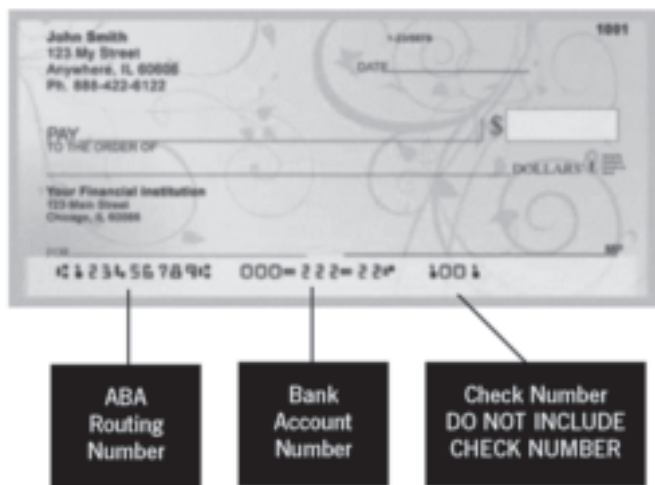 John Smith
1001
123 My Street
Anywhere, IL 60606
Ph. 888-422-6122
DATE
PAY
TO THE ORDER OF
$
DOLLARS
Your Financial Institution
123 Main Street
Chicago, IL 60666
FOR
MP
⑆123456789⑆ 000⑉222⑉22⑈ 1001
ABA
Routing
Number
Bank
Account
Number
Check Number
DO NOT INCLUDE
CHECK NUMBER